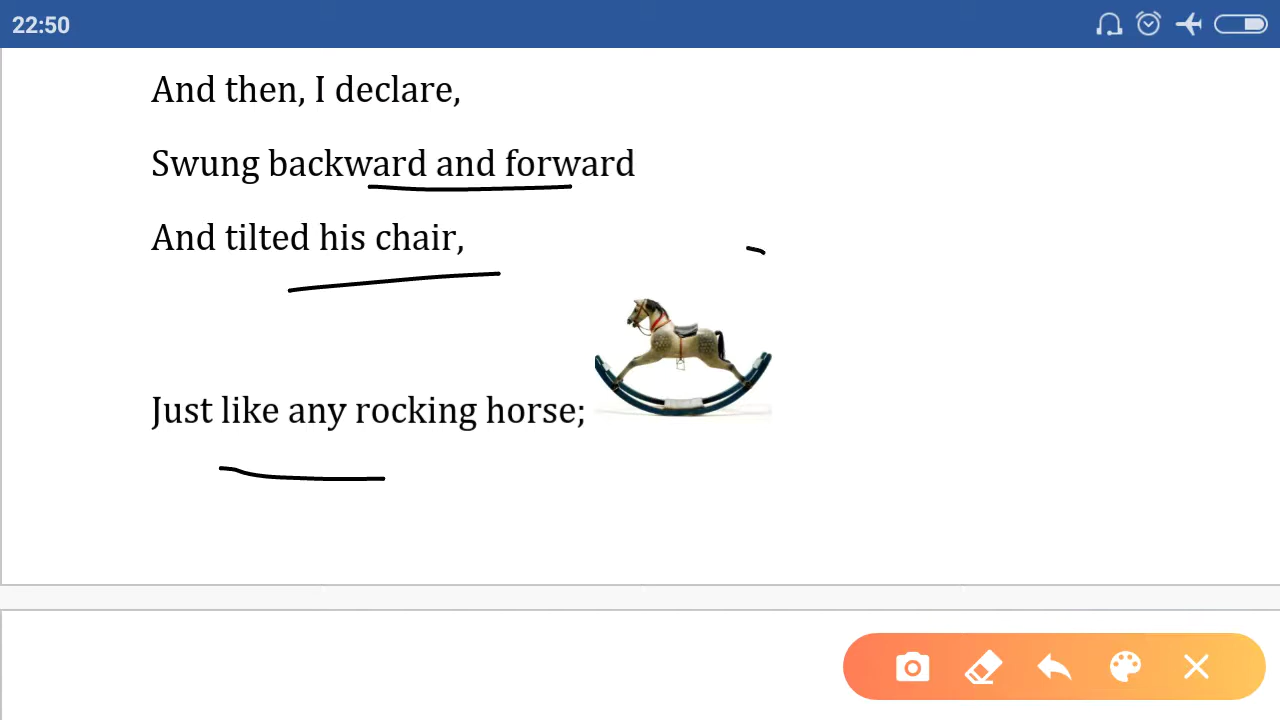 22:50
And then, I declare,
Swung backward and forward
And tilted his chair,
Just like any rocking horse;